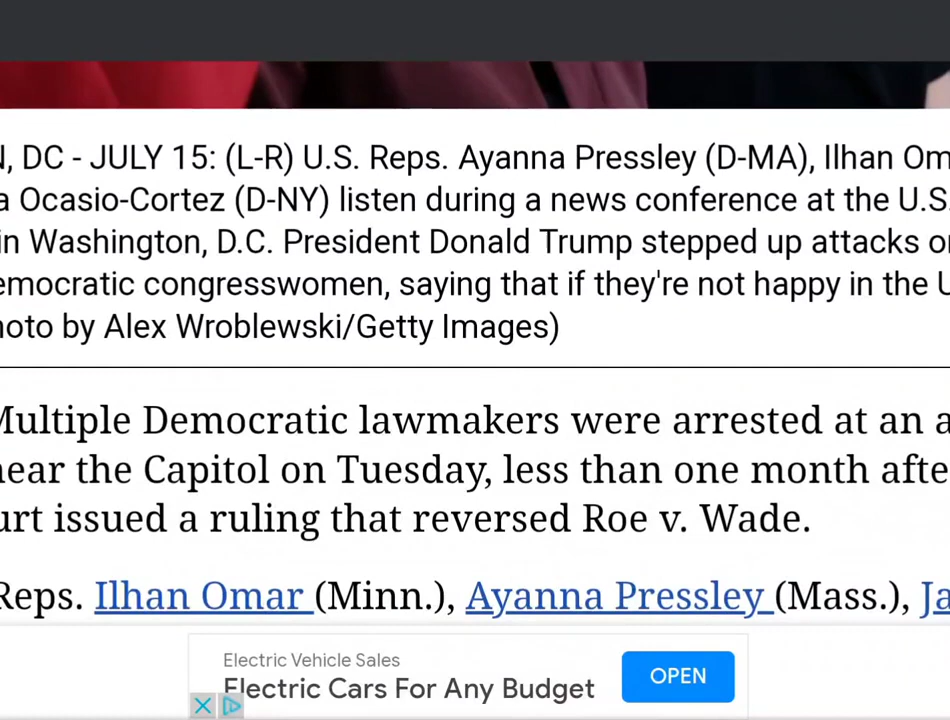 , DC - JULY 15: (L-R) U.S. Reps. Ayanna Pressley (D-MA), Ilhan Om
a Ocasio-Cortez (D-NY) listen during a news conference at the U.S.
in Washington, D.C. President Donald Trump stepped up attacks o
emocratic congresswomen, saying that if they're not happy in the U
hoto by Alex Wroblewski/Getty Images)
Multiple Democratic lawmakers were arrested at an a
near the Capitol on Tuesday, less than one month afte
urt issued a ruling that reversed Roe v. Wade.
Reps. Ilhan Omar (Minn.), Ayanna Pressley (Mass.), Ja
Electric Vehicle Sales
Electric Cars For Any Budget
OPEN